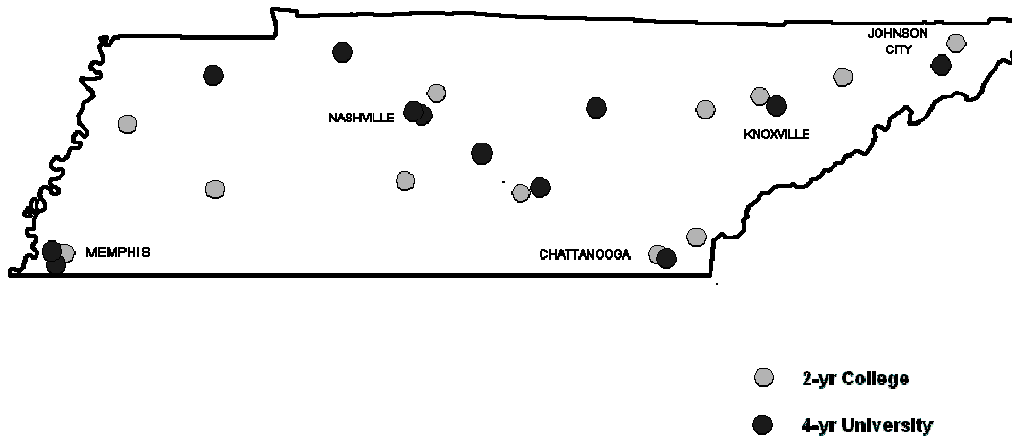 JOHNSON
CITY
NASHVILLE
KNOXVILLE
MEMPHIS
CHATTANOOGA
2-yr College
4-yr University